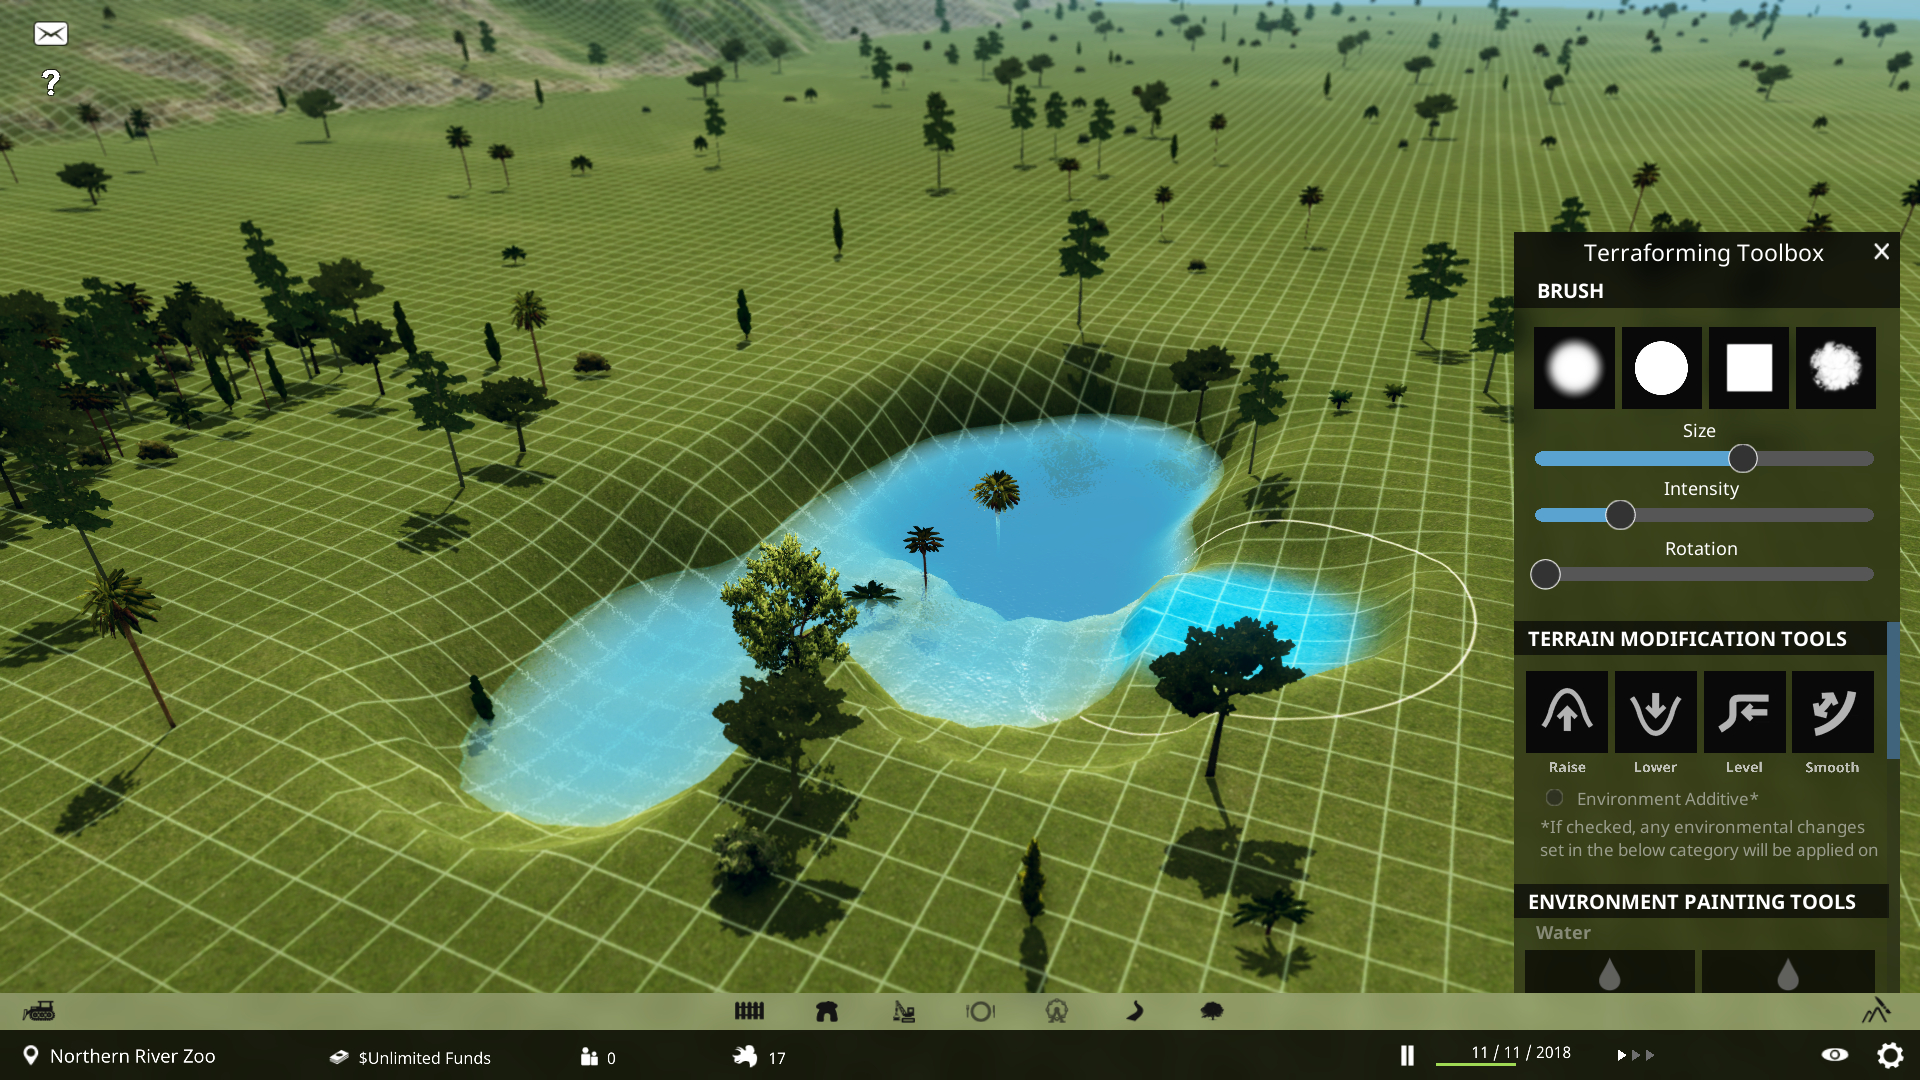 ?
Terraforming Toolbox
BRUSH
Size
Intensity
Rotation
TERRAIN MODIFICATION TOOLS
Raise Lower Level Smooth
Environment Additive*
*If checked, any environmental changes
set in the below category will be applied on
ENVIRONMENT PAINTING TOOLS
Water
Northern River Zoo $Unlimited Funds 0 17 11 / 11 / 2018